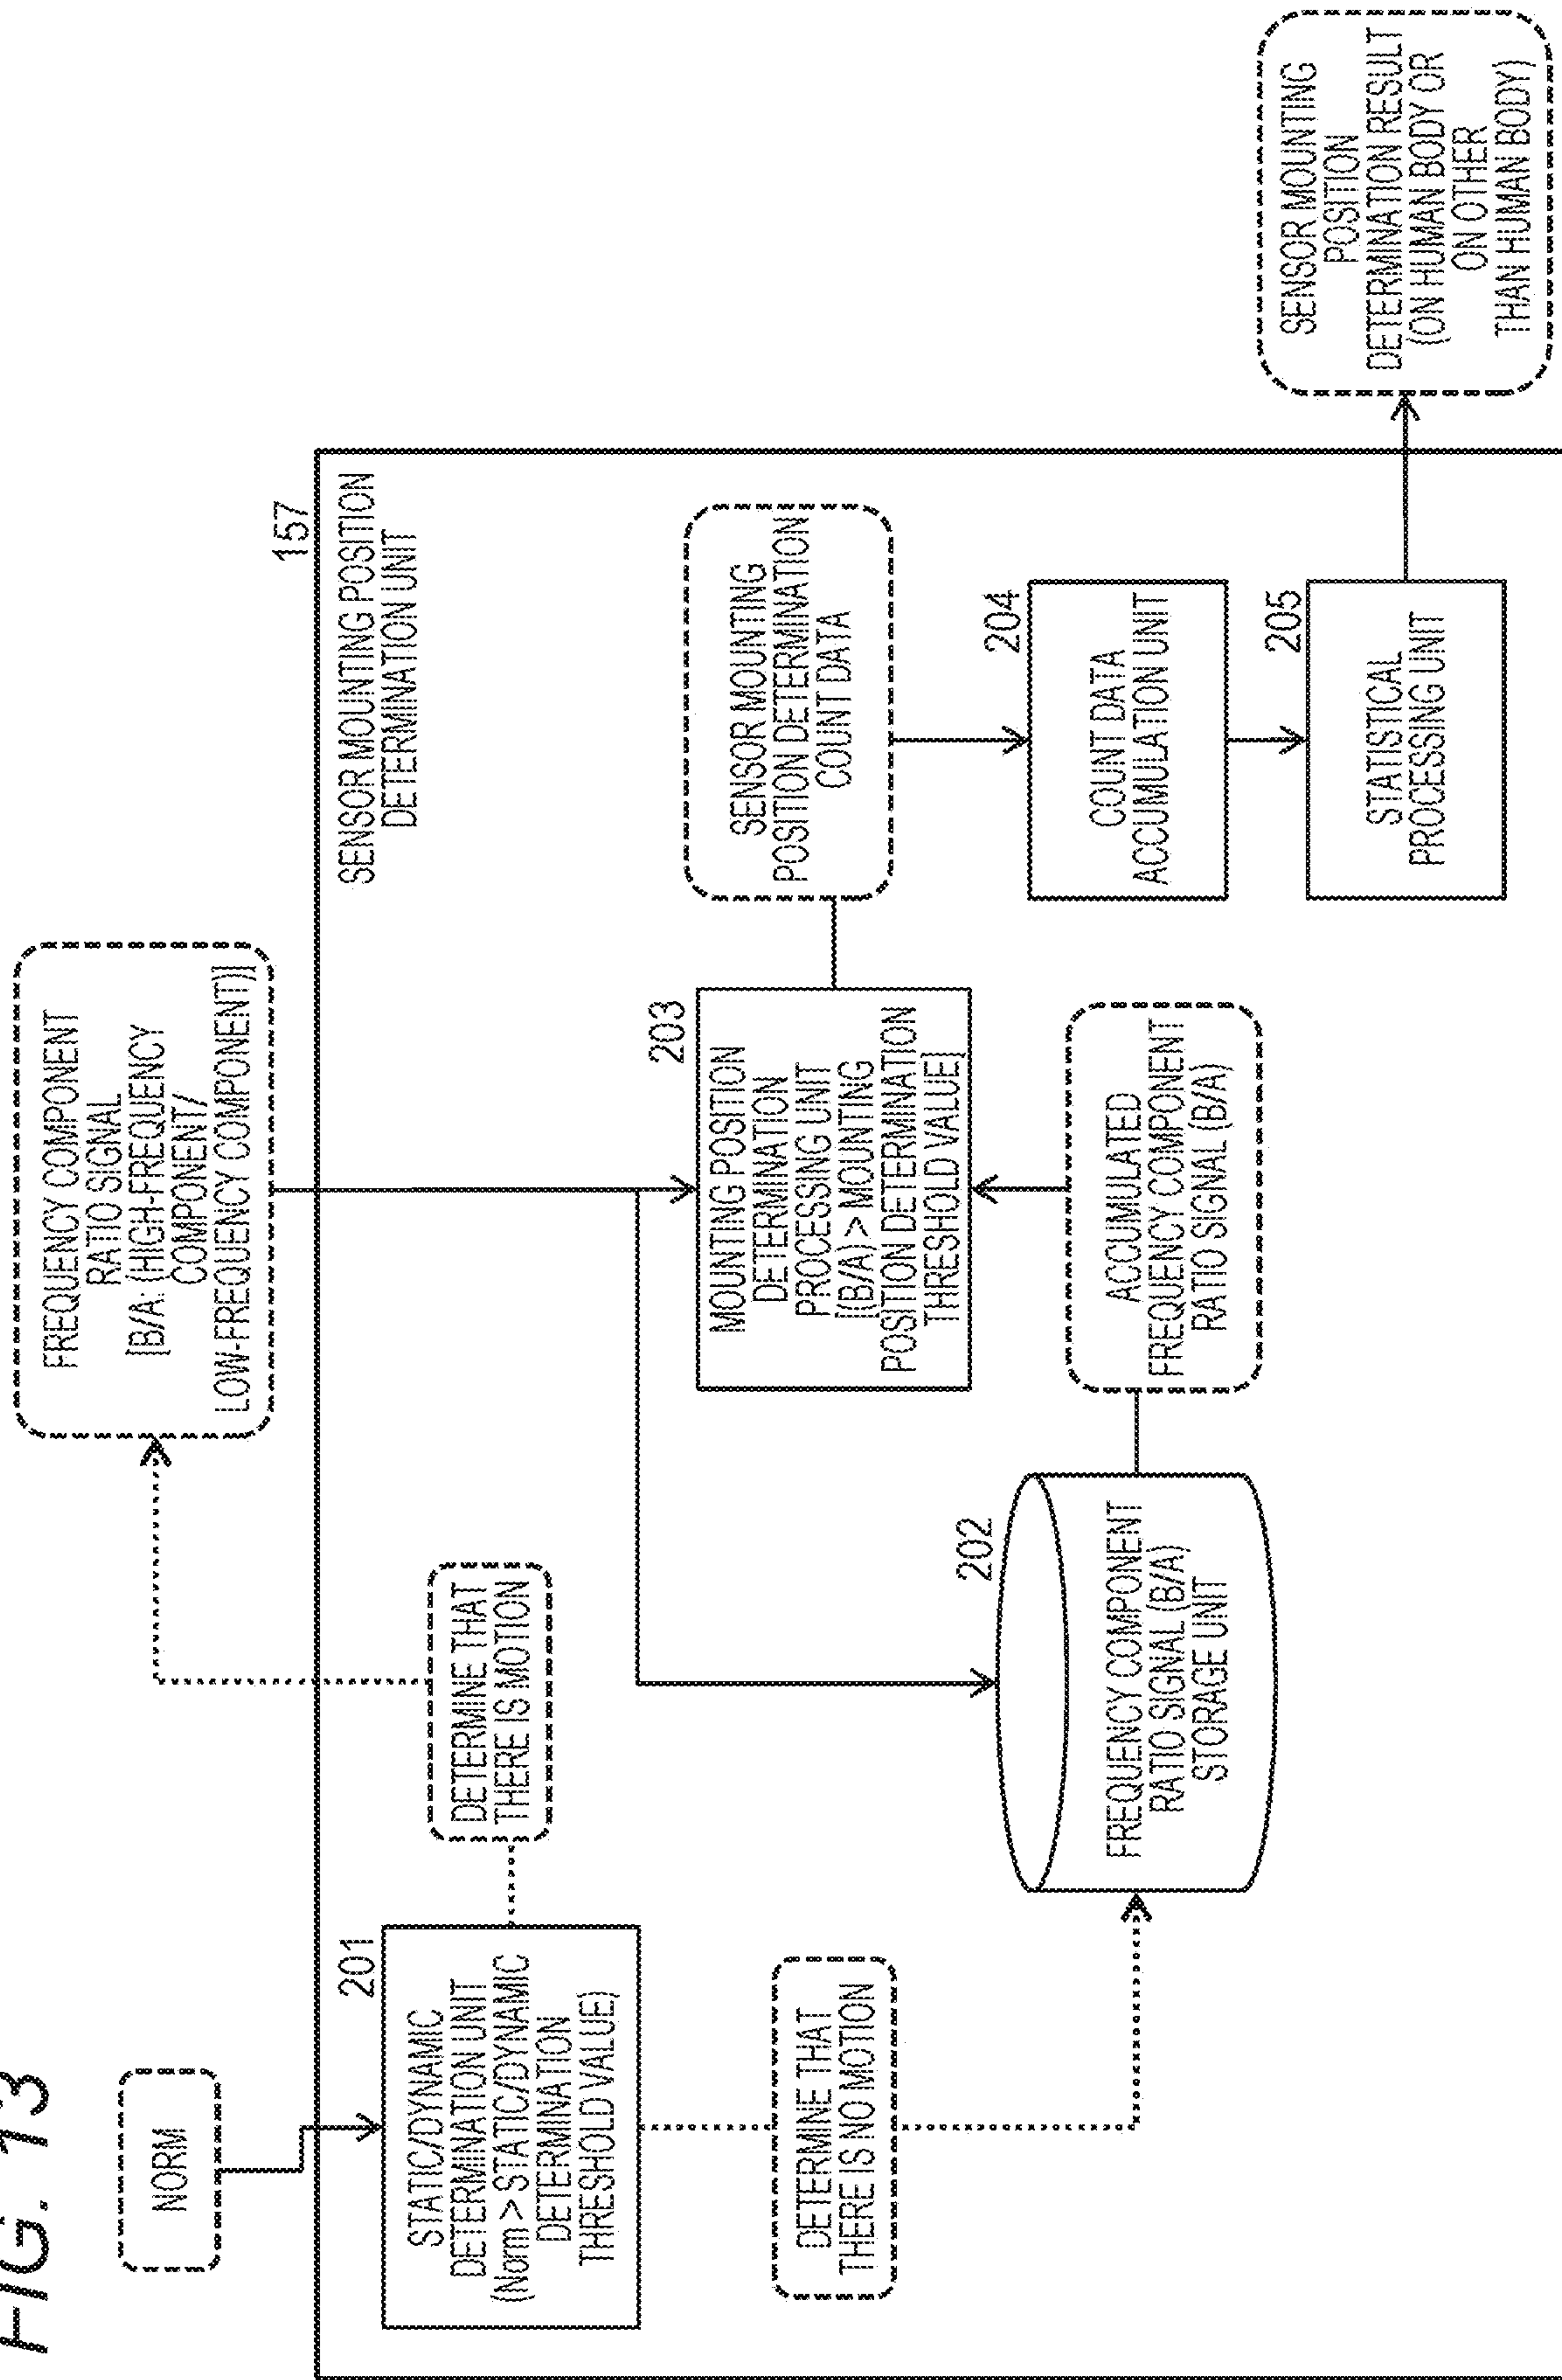 FIG. 13
NORM
FREQUENCY COMPONENT
RATIO SIGNAL
[B/A: (HIGH-FREQUENCY
COMPONENT/
LOW-FREQUENCY COMPONENT)]
157
SENSOR MOUNTING POSITION
DETERMINATION UNIT
201
STATIC/DYNAMIC
DETERMINATION UNIT
(Norm > STATIC/DYNAMIC
DETERMINATION
THRESHOLD VALUE)
DETERMINE THAT
THERE IS MOTION
DETERMINE THAT
THERE IS NO MOTION
202
FREQUENCY COMPONENT
RATIO SIGNAL (B/A)
STORAGE UNIT
203
MOUNTING POSITION
DETERMINATION
PROCESSING UNIT
[(B/A) > MOUNTING
POSITION DETERMINATION
THRESHOLD VALUE]
ACCUMULATED
FREQUENCY COMPONENT
RATIO SIGNAL (B/A)
SENSOR MOUNTING
POSITION DETERMINATION
COUNT DATA
204
COUNT DATA
ACCUMULATION UNIT
205
STATISTICAL
PROCESSING UNIT
SENSOR MOUNTING
POSITION
DETERMINATION RESULT
(ON HUMAN BODY OR
ON OTHER
THAN HUMAN BODY)